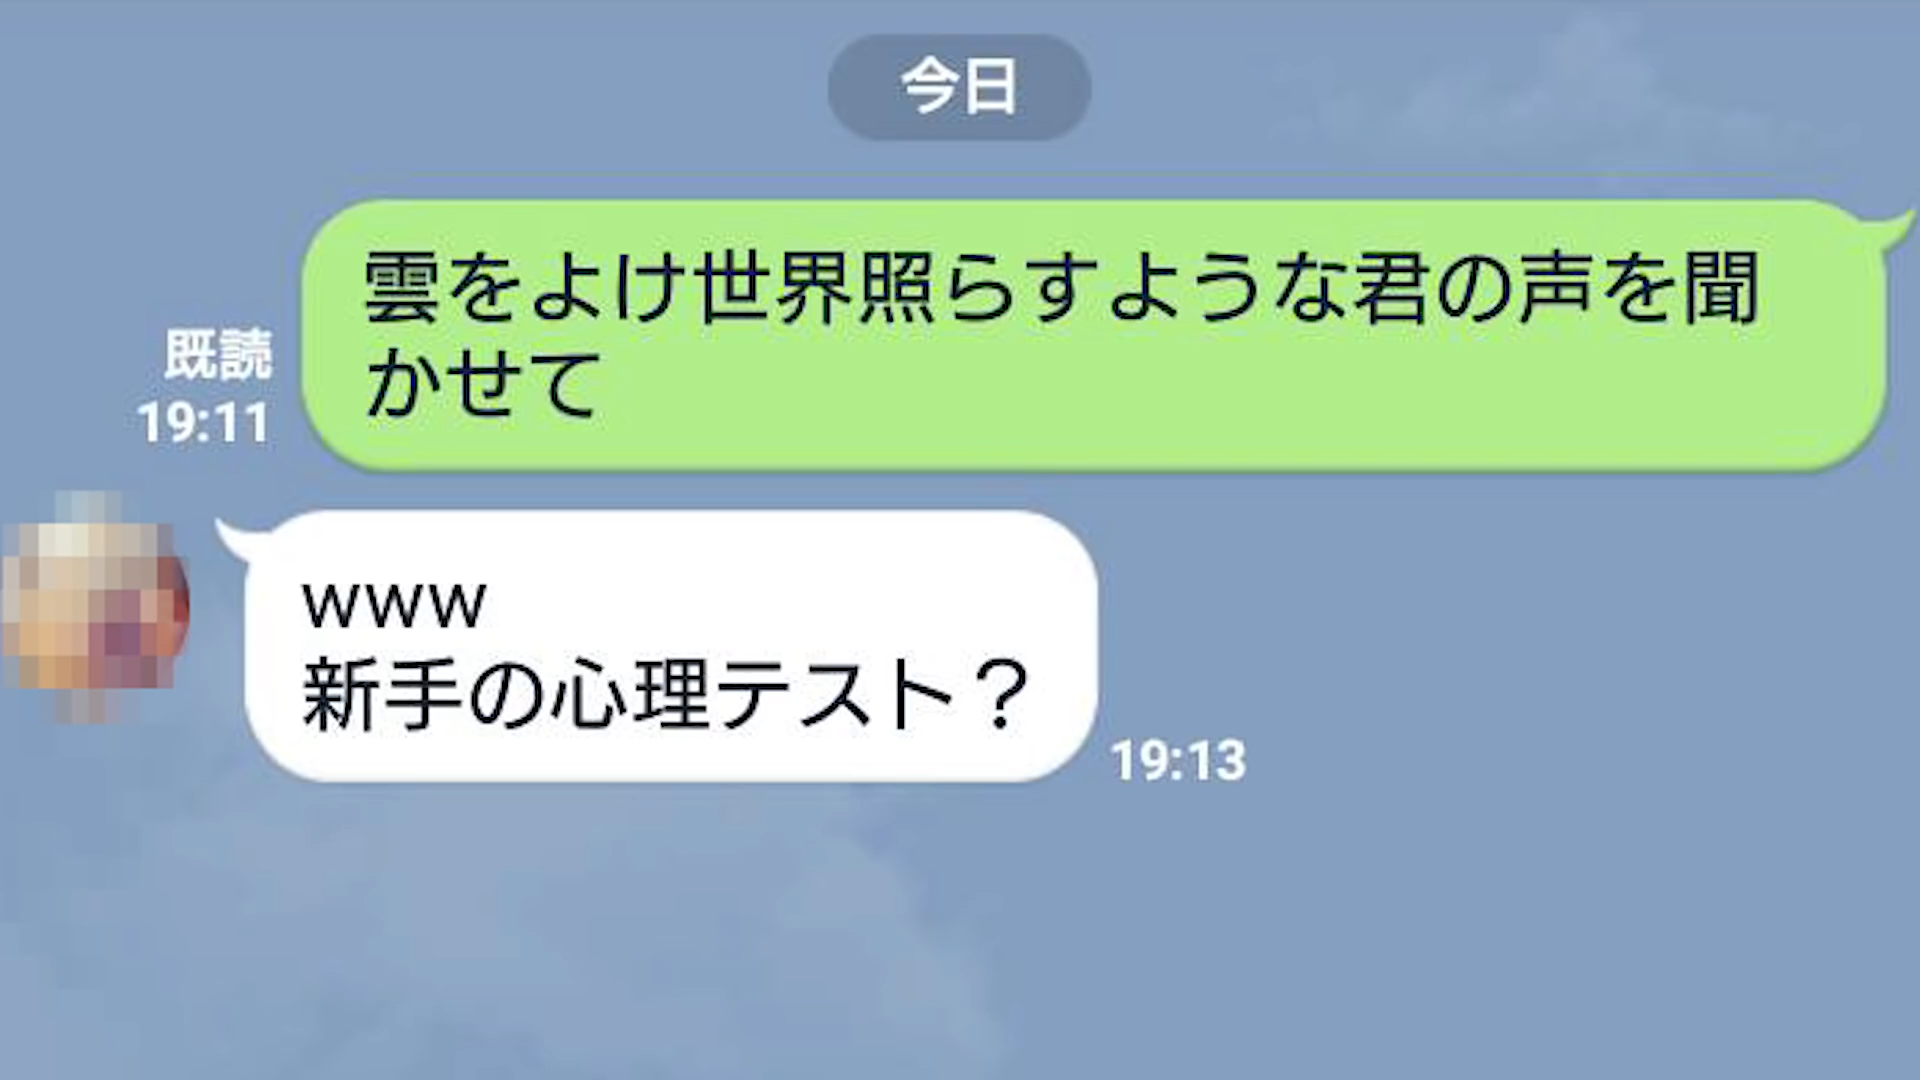 今日
雲をよけ世界照らすような君の声を聞
かせて
既読
19:11
www
新手の心理テスト？
19:13